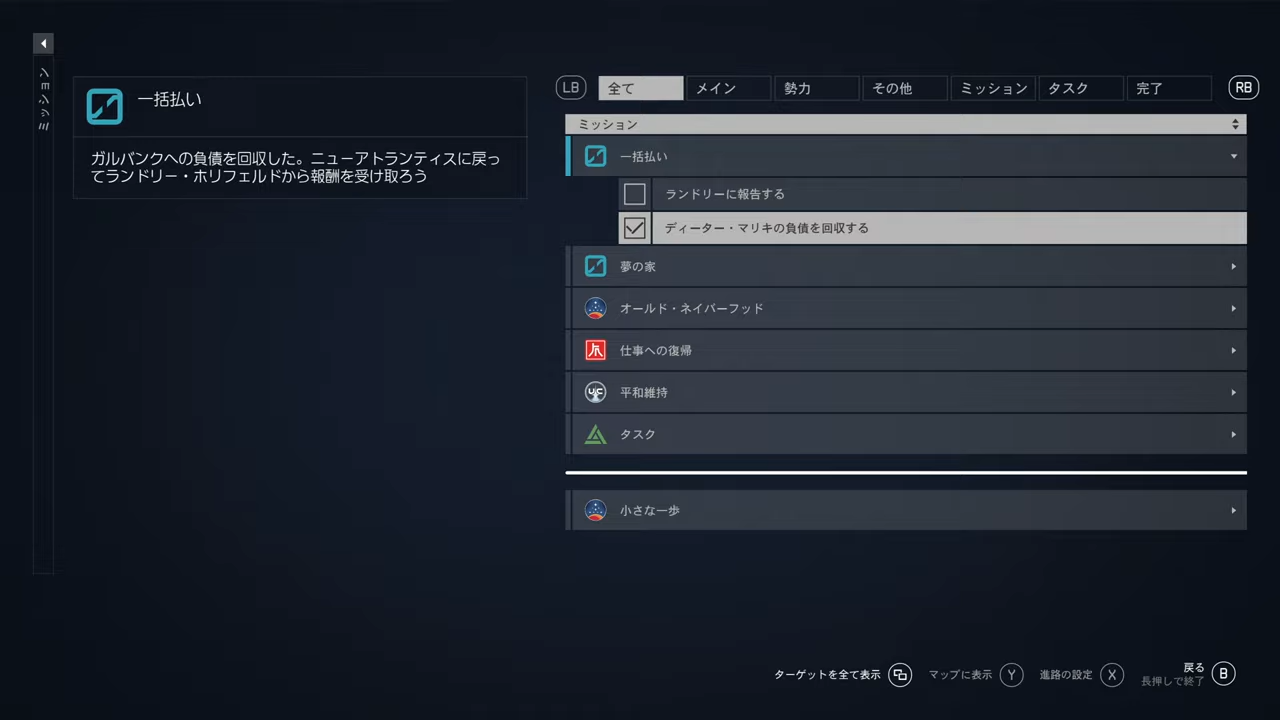 ミッション
一括払い
ガルバンクへの負債を回収した。ニューアトランティスに戻っ
てランドリー・ホリフェルドから報酬を受け取ろう
LB 全て メイン 勢力 その他 ミッション タスク 完了 RB
ミッション
一括払い
ランドリーに報告する
ディーター・マリキの負債を回収する
夢の家
オールド・ネイバーフッド
仕事への復帰
UC 平和維持
タスク
小さな一歩
ターゲットを全て表示 マップに表示 Y 進路の設定 X 戻る B
長押しで終了